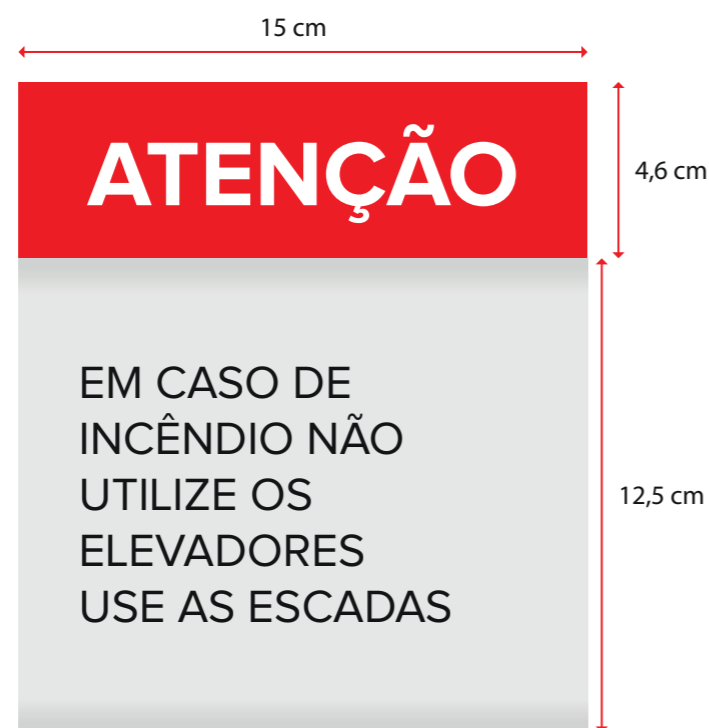 15 cm
ATENÇÃO
4,6 cm
EM CASO DE
INCÊNDIO NÃO
UTILIZE OS
ELEVADORES
USE AS ESCADAS
12,5 cm